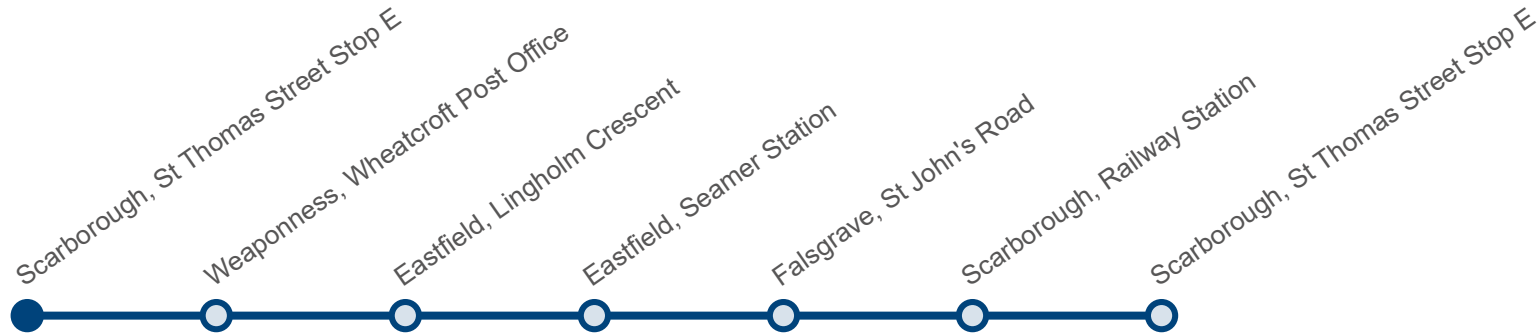 Scarborough, St Thomas Street Stop E
Weaponness, Wheatcroft Post Office
Eastfield, Lingholm Crescent
Eastfield, Seamer Station
Falsgrave, St John's Road
Scarborough, Railway Station
Scarborough, St Thomas Street Stop E